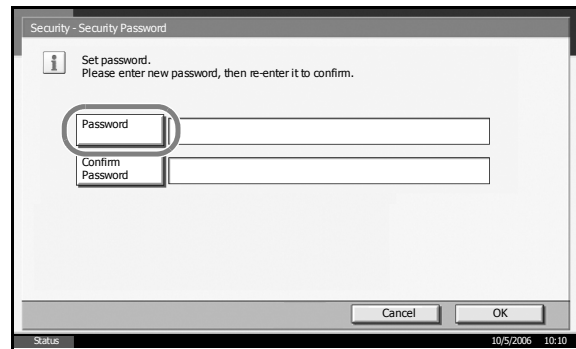 Security - Security Password
Set password.
Please enter new password, then re-enter it to confirm.
Password
Confirm
Password
Cancel
OK
Status
10/5/2006 10:10